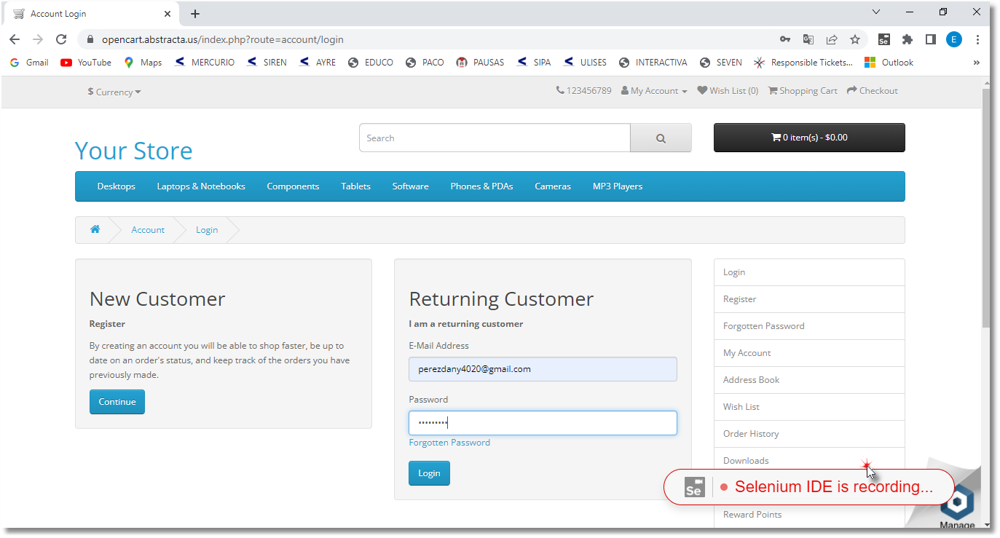 Account Login
opencart.abstracta.us/index.php?route=account/login
Se
E
G Gmail YouTube Maps MERCURIO SIREN AYRE EDUCO PACO PAUSAS SIPA ULISES INTERACTIVA SEVEN Responsible Tickets... Outlook »
$ Currency
123456789 My Account Wish List (0) Shopping Cart Checkout
Your Store
Search
0 item(s) - $0.00
Desktops Laptops & Notebooks Components Tablets Software Phones & PDAs Cameras MP3 Players
Account Login
New Customer
Register
By creating an account you will be able to shop faster, be up to
date on an order's status, and keep track of the orders you have
previously made.
Continue
Returning Customer
I am a returning customer
E-Mail Address
perezdany4020@gmail.com
Password
•••••••••
Forgotten Password
Login
Login
Register
Forgotten Password
My Account
Address Book
Wish List
Order History
Downloads
Se Selenium IDE is recording...
Reward Points
Manage